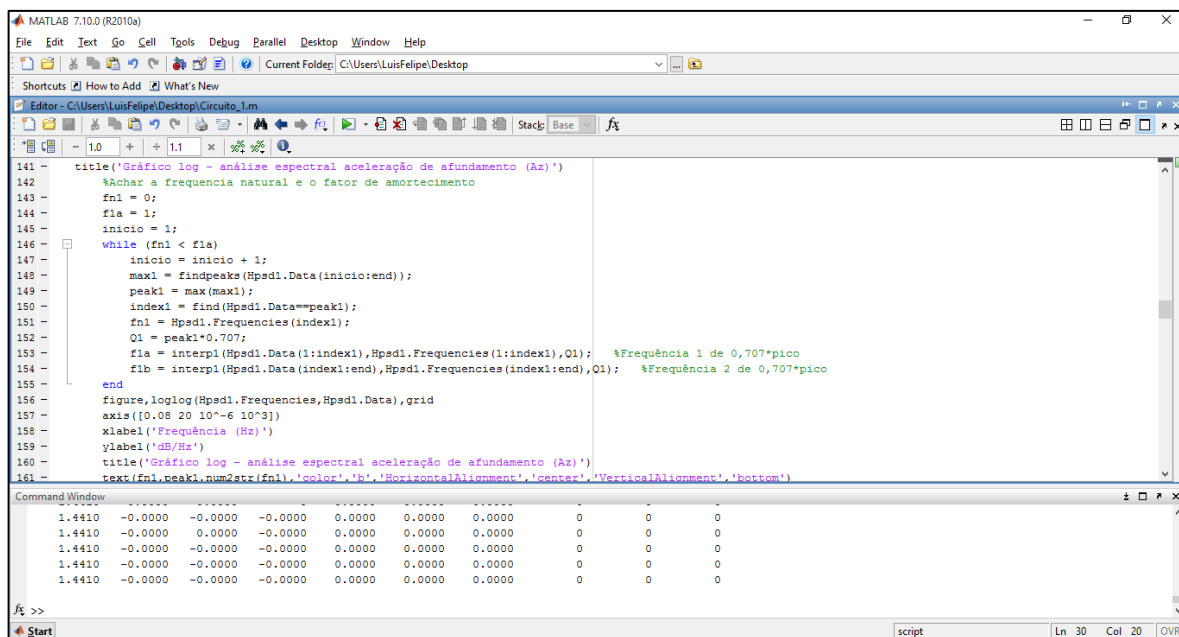 MATLAB 7.10.0 (R2010a)
File Edit Text Go Cell Tools Debug Parallel Desktop Window Help
Current Folder: C:\Users\LuisFelipe\Desktop
Shortcuts How to Add What's New
Editor - C:\Users\LuisFelipe\Desktop\Circuito_1.m
Stack: Base fx
- 1.0 + ÷ 1.1 ×
141 - title('Gráfico log - análise espectral aceleração de afundamento (Az)')
142 %Achar a frequencia natural e o fator de amortecimento
143 - fn1 = 0;
144 - f1a = 1;
145 - inicio = 1;
146 - while (fn1 < f1a)
147 - inicio = inicio + 1;
148 - max1 = findpeaks(Hpsd1.Data(inicio:end));
149 - peak1 = max(max1);
150 - index1 = find(Hpsd1.Data==peak1);
151 - fn1 = Hpsd1.Frequencies(index1);
152 - Q1 = peak1*0.707;
153 - f1a = interp1(Hpsd1.Data(1:index1),Hpsd1.Frequencies(1:index1),Q1); %Frequência 1 de 0,707*pico
154 - f1b = interp1(Hpsd1.Data(index1:end),Hpsd1.Frequencies(index1:end),Q1); %Frequência 2 de 0,707*pico
155 - end
156 - figure,loglog(Hpsd1.Frequencies,Hpsd1.Data),grid
157 - axis([0.08 20 10^-6 10^3])
158 - xlabel('Frequência (Hz)')
159 - ylabel('dB/Hz')
160 - title('Gráfico log - análise espectral aceleração de afundamento (Az)')
161 - text(fn1,peak1,num2str(fn1),'color','b','HorizontalAlignment','center','VerticalAlignment','bottom')
Command Window
1.4410 -0.0000 -0.0000 -0.0000 0.0000 0.0000 0.0000 0 0 0
1.4410 -0.0000 0.0000 -0.0000 0.0000 0.0000 0.0000 0 0 0
1.4410 -0.0000 -0.0000 -0.0000 0.0000 0.0000 0.0000 0 0 0
1.4410 -0.0000 -0.0000 -0.0000 0.0000 0.0000 0.0000 0 0 0
1.4410 -0.0000 -0.0000 -0.0000 0.0000 0.0000 0.0000 0 0 0
fx >>
Start script Ln 30 Col 20 OVR